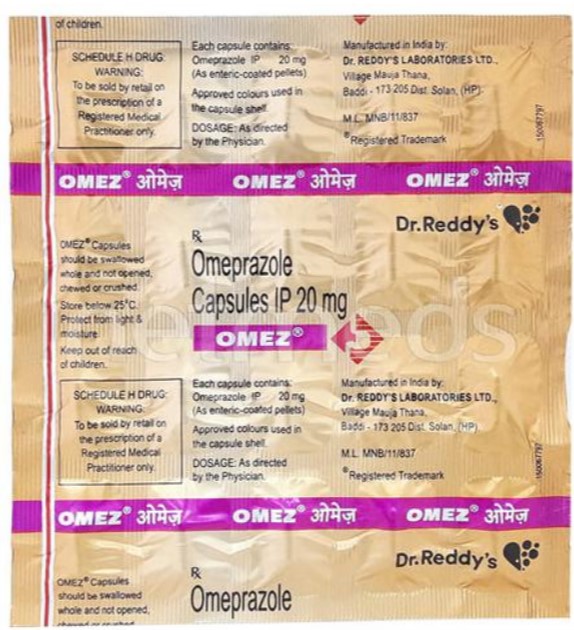 of children.
SCHEDULE H DRUG:
WARNING:
To be sold by retail on
the prescription of a
Registered Medical
Practitioner only.
Each capsule contains:
Omeprazole IP 20 mg
(As enteric-coated pellets)
Approved colours used in
the capsule shell.
DOSAGE: As directed
by the Physician.
Manufactured in India by:
Dr. REDDY'S LABORATORIES LTD.,
Village Mauja Thana,
Baddi - 173 205 Dist. Solan, (HP).
M.L. MNB/11/837
® Registered Trademark
150067797
OMEZ® ओमेज़ OMEZ® ओमेज़ OMEZ® ओमेज़
Dr.Reddy's
OMEZ® Capsules
should be swallowed
whole and not opened,
chewed or crushed.
Store below 25°C.
Protect from light &
moisture.
Keep out of reach
of children.
℞
Omeprazole
Capsules IP 20 mg
OMEZ®
SCHEDULE H DRUG:
WARNING:
To be sold by retail on
the prescription of a
Registered Medical
Practitioner only.
Each capsule contains:
Omeprazole IP 20 mg
(As enteric-coated pellets)
Approved colours used in
the capsule shell.
DOSAGE: As directed
by the Physician.
Manufactured in India by:
Dr. REDDY'S LABORATORIES LTD.,
Village Mauja Thana,
Baddi - 173 205 Dist. Solan, (HP).
M.L. MNB/11/837
® Registered Trademark
150067797
OMEZ® ओमेज़ OMEZ® ओमेज़ OMEZ® ओमेज़
Dr.Reddy's
OMEZ® Capsules
should be swallowed
whole and not opened,
chewed or crushed
℞
Omeprazole